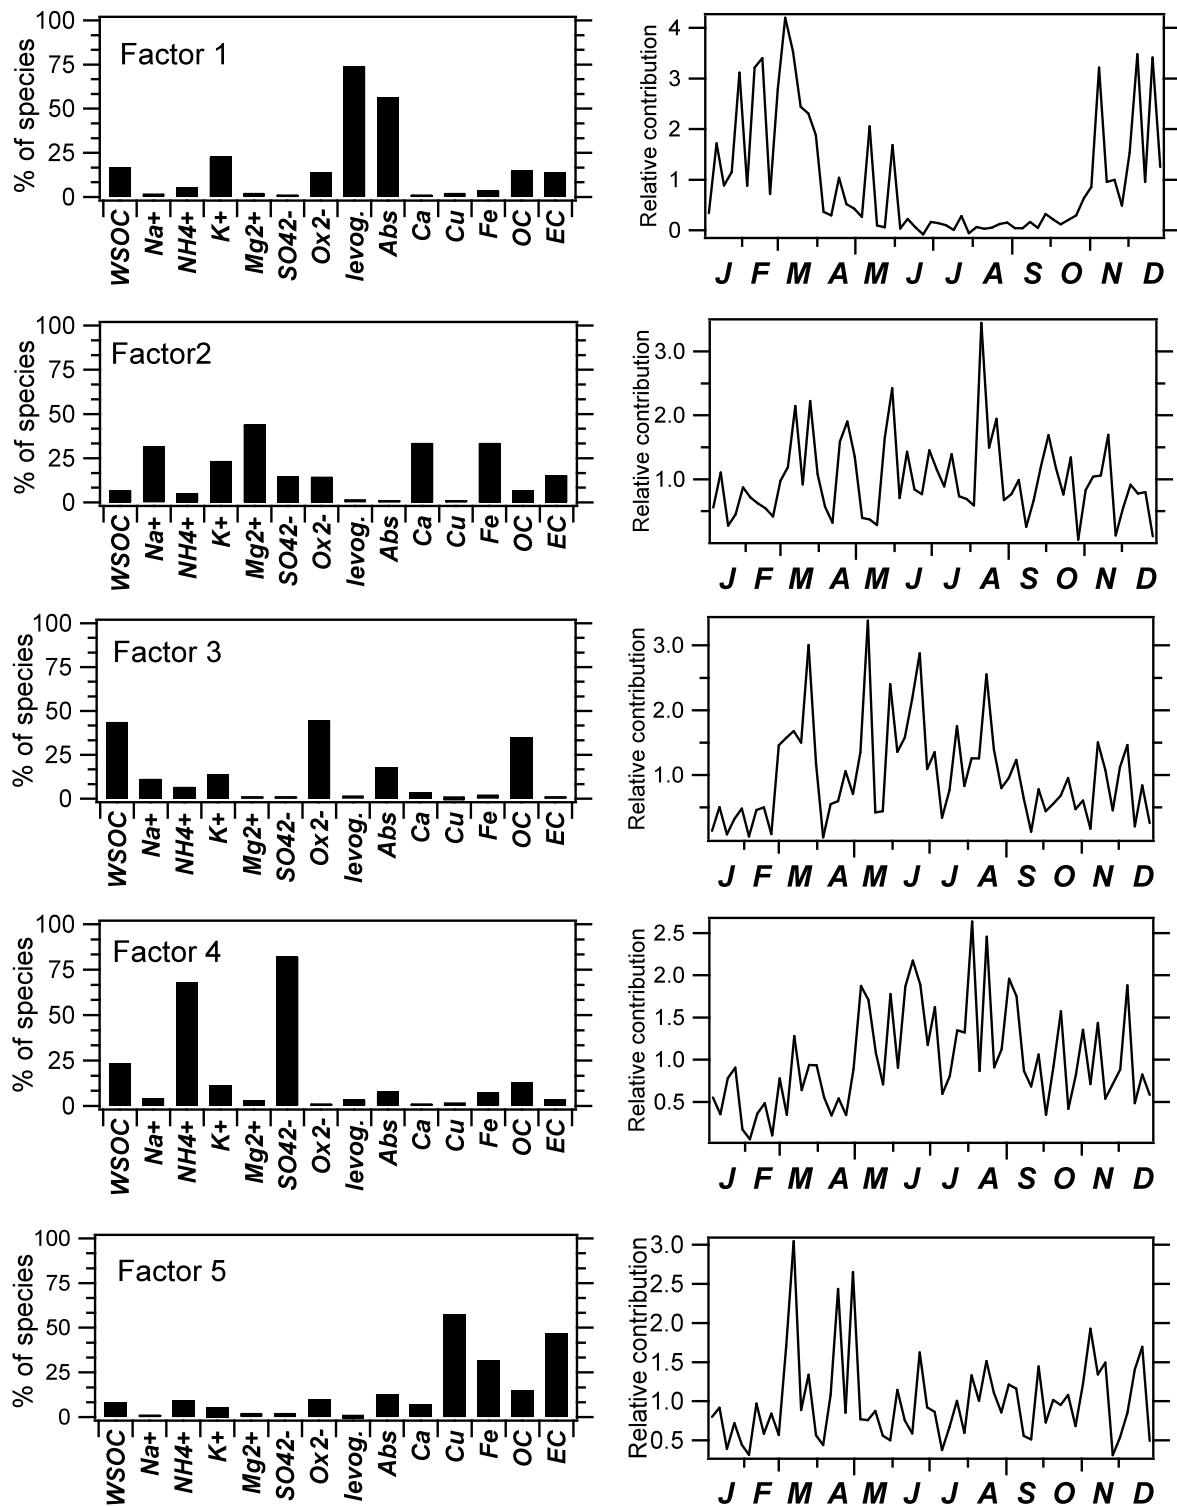 Factor 1
% of species
100
75
50
25
0
WSOC Na+ NH4+ K+ Mg2+ SO42- Ox2- levog. Abs Ca Cu Fe OC EC
Relative contribution
4
3
2
1
0
J F M A M J J A S O N D
Factor2
% of species
100
75
50
25
0
WSOC Na+ NH4+ K+ Mg2+ SO42- Ox2- levog. Abs Ca Cu Fe OC EC
Relative contribution
3.0
2.0
1.0
J F M A M J J A S O N D
Factor 3
% of species
100
75
50
25
0
WSOC Na+ NH4+ K+ Mg2+ SO42- Ox2- levog. Abs Ca Cu Fe OC EC
Relative contribution
3.0
2.0
1.0
J F M A M J J A S O N D
Factor 4
% of species
100
75
50
25
0
WSOC Na+ NH4+ K+ Mg2+ SO42- Ox2- levog. Abs Ca Cu Fe OC EC
Relative contribution
2.5
2.0
1.5
1.0
0.5
J F M A M J J A S O N D
Factor 5
% of species
100
75
50
25
0
WSOC Na+ NH4+ K+ Mg2+ SO42- Ox2- levog. Abs Ca Cu Fe OC EC
Relative contribution
3.0
2.5
2.0
1.5
1.0
0.5
J F M A M J J A S O N D